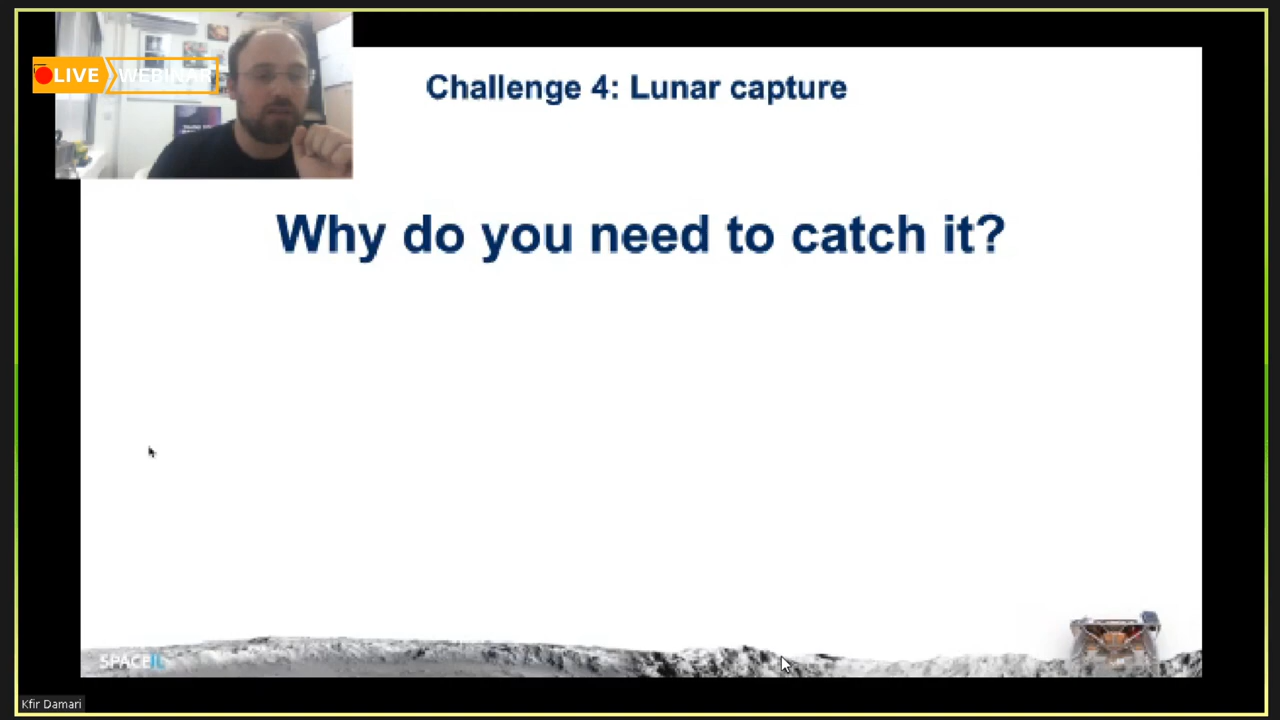 LIVE WEBINAR
Challenge 4: Lunar capture
Why do you need to catch it?
SPACEIL
Kfir Damari